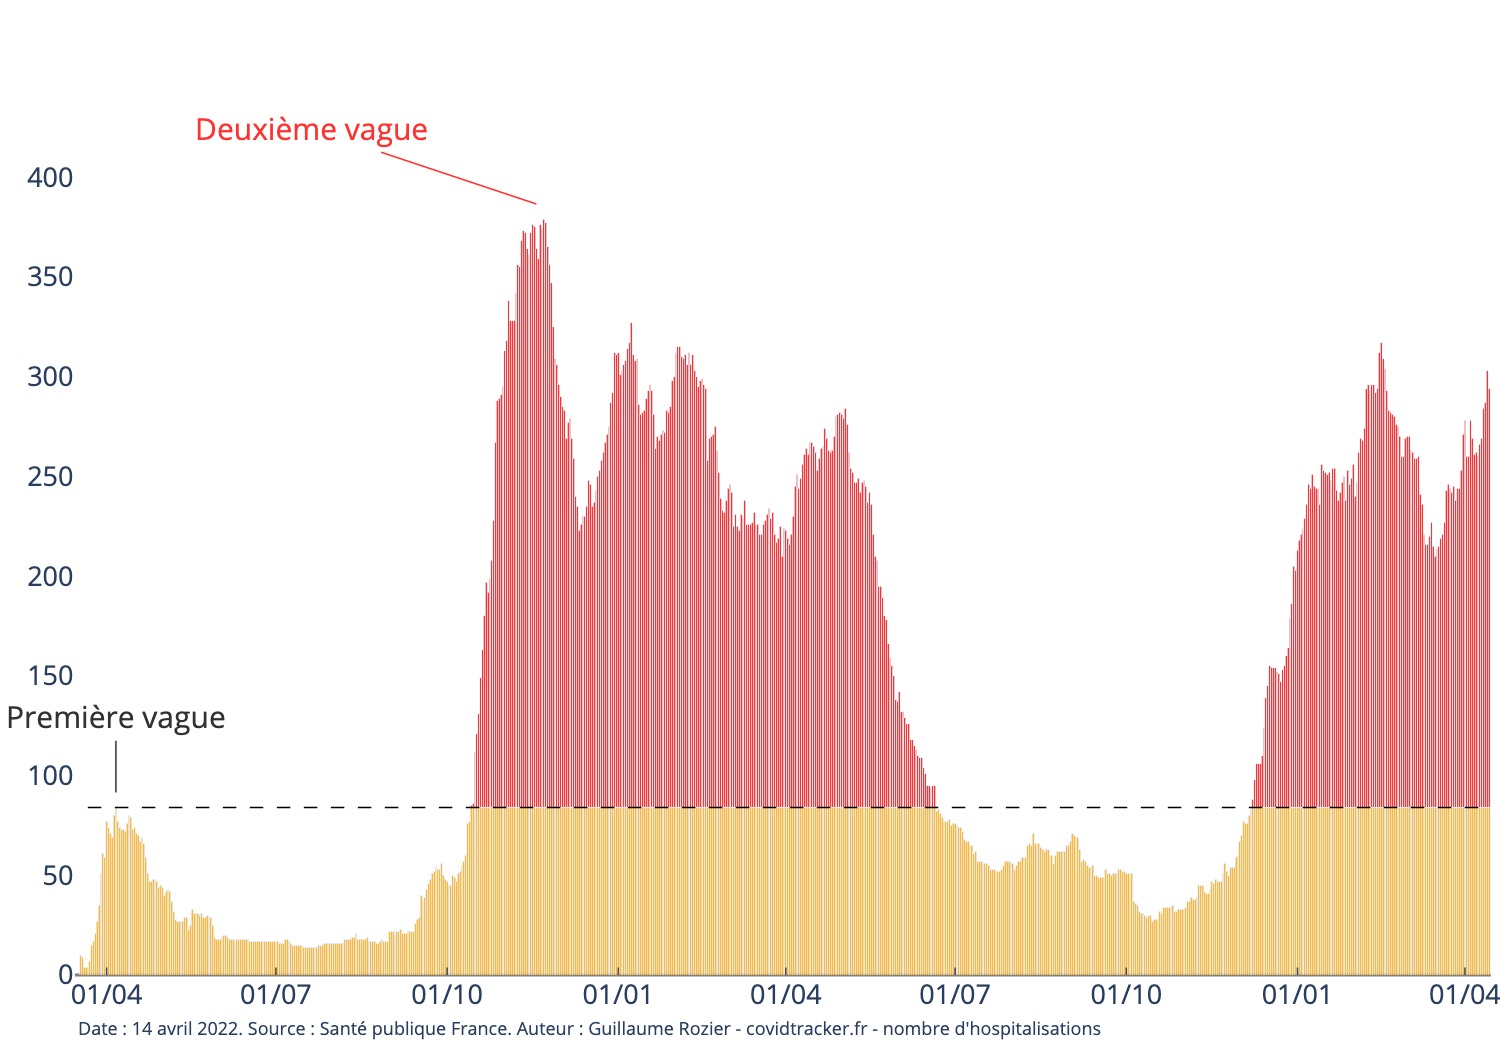 Deuxième vague
400
350
300
250
200
150
Première vague
100
50
0
01/04 01/07 01/10 01/01 01/04 01/07 01/10 01/01 01/04
Date : 14 avril 2022. Source : Santé publique France. Auteur : Guillaume Rozier - covidtracker.fr - nombre d'hospitalisations